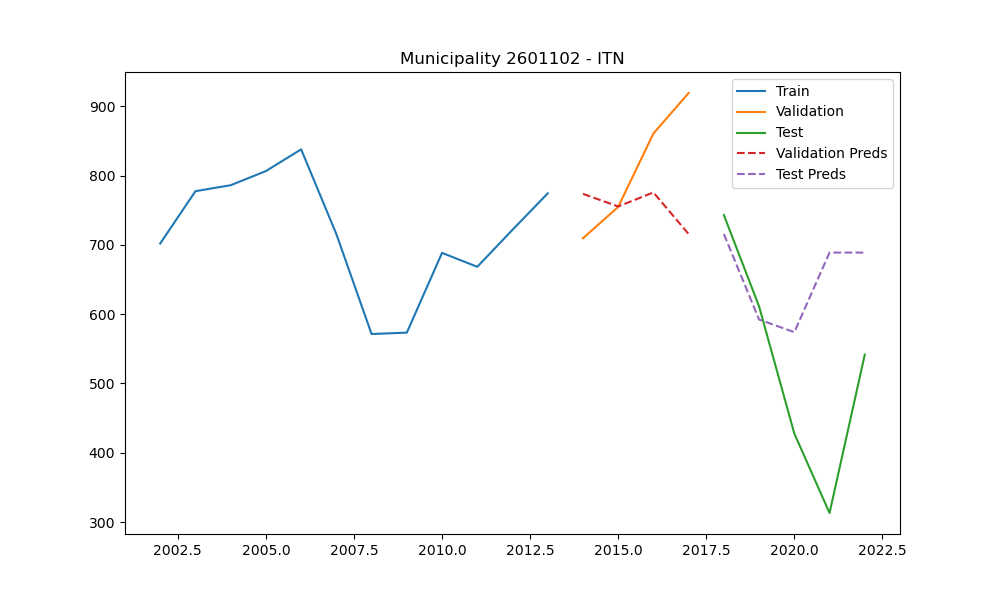 Municipality 2601102 - ITN
Train
Validation
Test
Validation Preds
Test Preds
900
800
700
600
500
400
300
2002.5 2005.0 2007.5 2010.0 2012.5 2015.0 2017.5 2020.0 2022.5